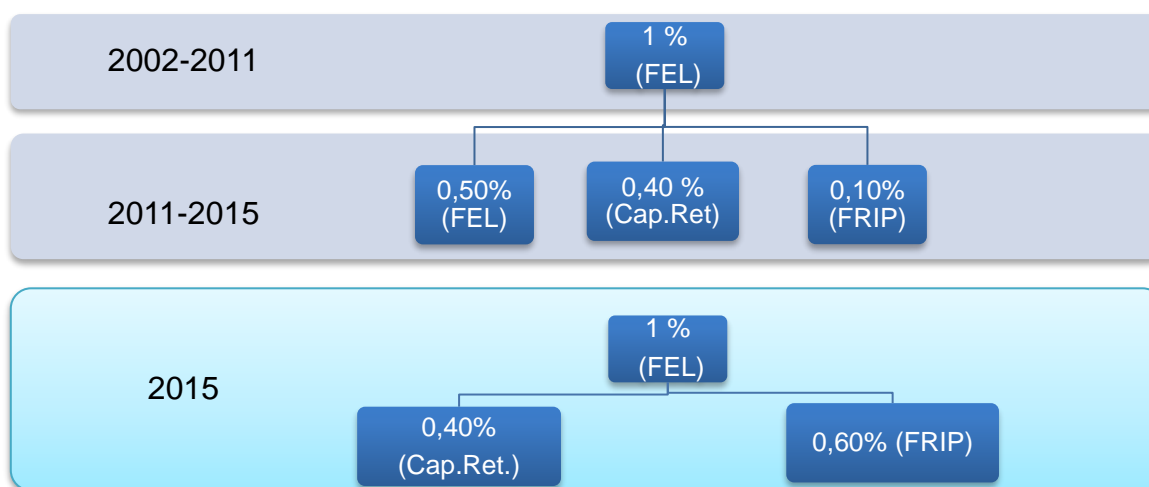 2002-2011
1 %
(FEL)
2011-2015
0,50%
(FEL)
0,40 %
(Cap.Ret)
0,10%
(FRIP)
2015
1 %
(FEL)
0,40%
(Cap.Ret.)
0,60% (FRIP)